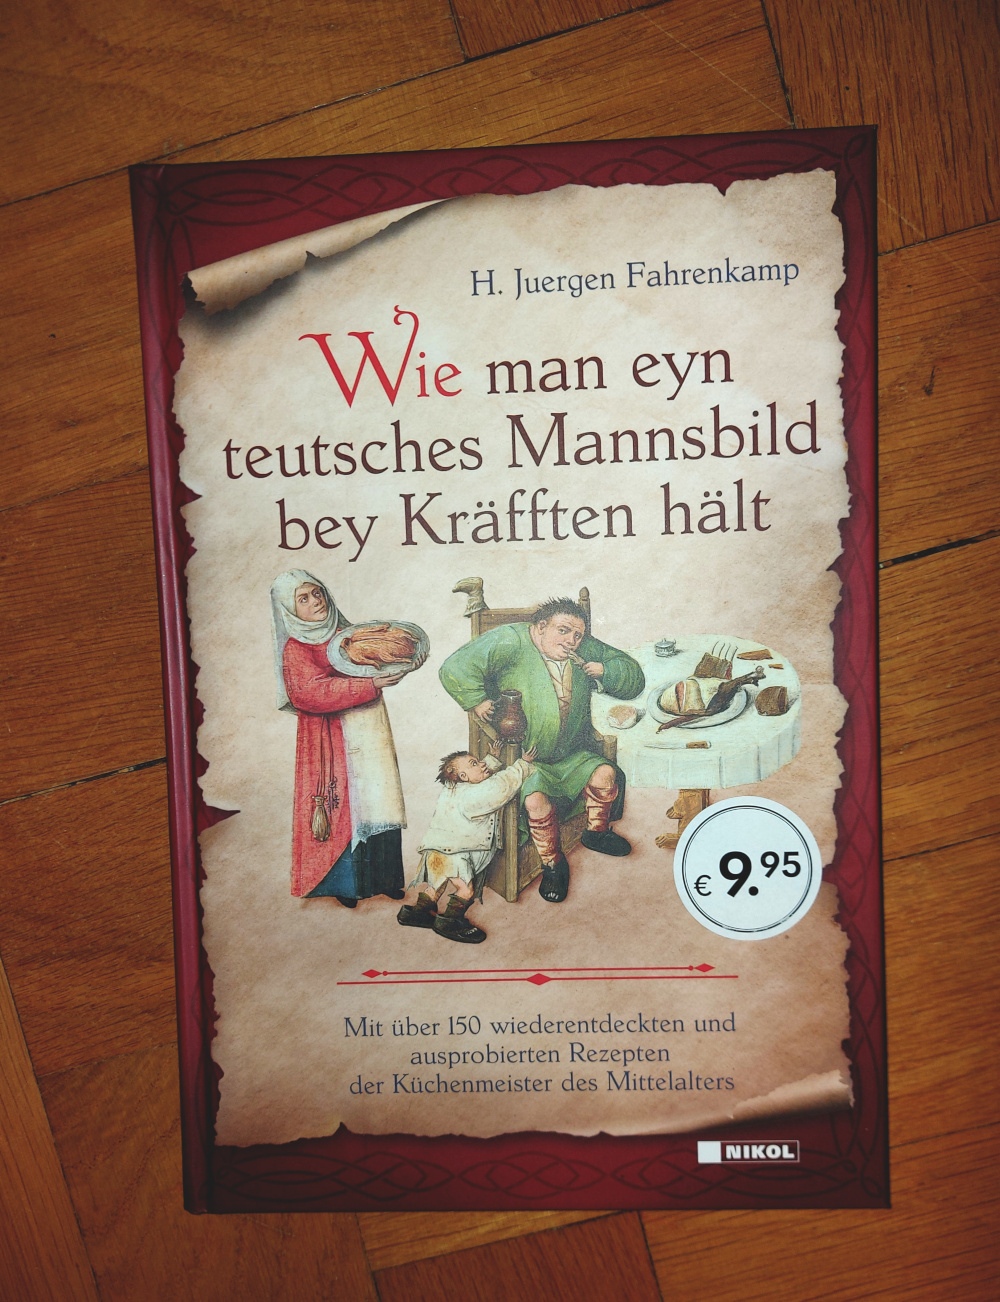 H. Juergen Fahrenkamp
Wie man eyn
teutsches Mannsbild
bey Kräfften hält
€ 9.95
Mit über 150 wiederentdeckten und
ausprobierten Rezepten
der Küchenmeister des Mittelalters
NIKOL